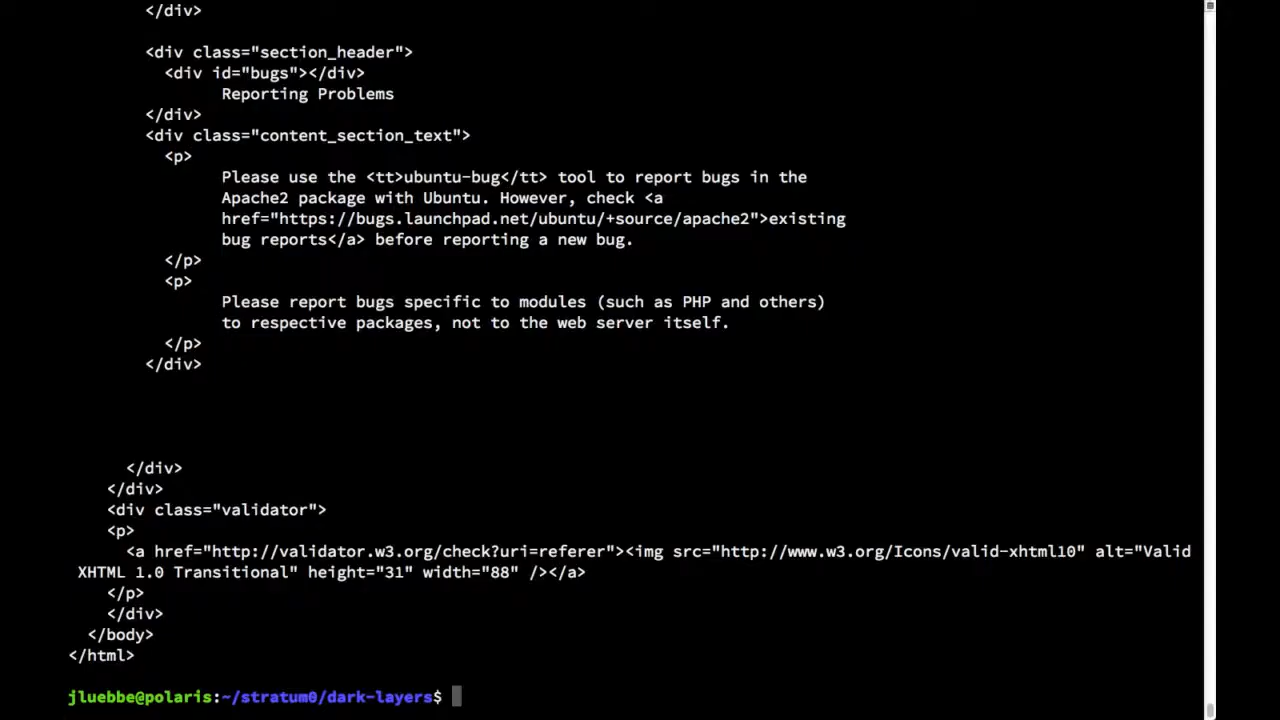 </div>
<div class="section_header">
<div id="bugs"></div>
Reporting Problems
</div>
<div class="content_section_text">
<p>
Please use the <tt>ubuntu-bug</tt> tool to report bugs in the
Apache2 package with Ubuntu. However, check <a
href="https://bugs.launchpad.net/ubuntu/+source/apache2">existing
bug reports</a> before reporting a new bug.
</p>
<p>
Please report bugs specific to modules (such as PHP and others)
to respective packages, not to the web server itself.
</p>
</div>
</div>
</div>
<div class="validator">
<p>
<a href="http://validator.w3.org/check?uri=referer"><img src="http://www.w3.org/Icons/valid-xhtml10" alt="Valid
XHTML 1.0 Transitional" height="31" width="88" /></a>
</p>
</div>
</body>
</html>
jluebbe@polaris:~/stratum0/dark-layers$